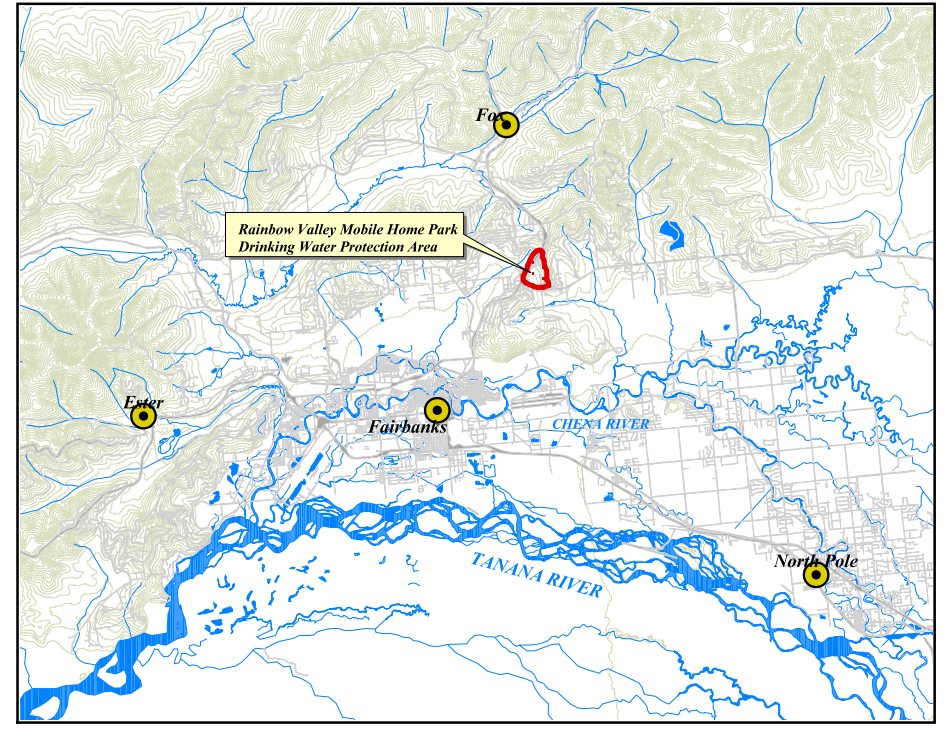 Fox
Rainbow Valley Mobile Home Park
Drinking Water Protection Area
Ester
Fairbanks
CHENA RIVER
TANANA RIVER
North Pole